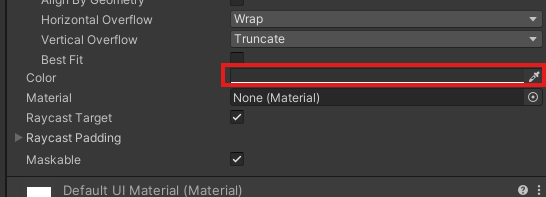 Align By Geometry
Horizontal Overflow Wrap
Vertical Overflow Truncate
Best Fit
Color
Material None (Material)
Raycast Target
Raycast Padding
Maskable
Default UI Material (Material)